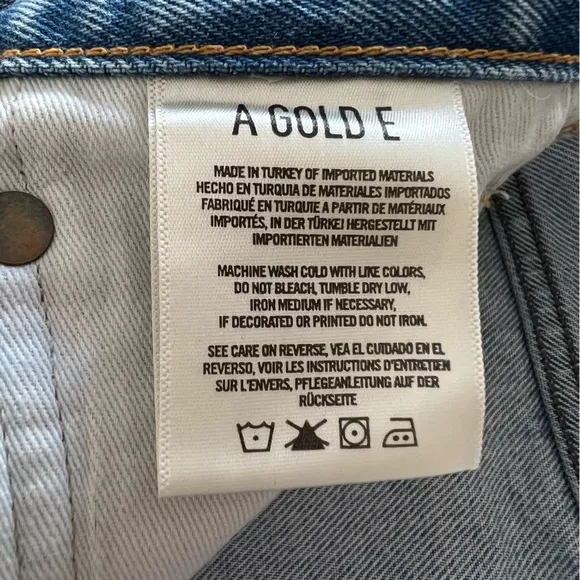 A GOLD E
MADE IN TURKEY OF IMPORTED MATERIALS
HECHO EN TURQUIA DE MATERIALES IMPORTADOS
FABRIQUÉ EN TURQUIE A PARTIR DE MATÉRIAUX
IMPORTÉS, IN DER TÜRKEI HERGESTELLT MIT
IMPORTIERTEN MATERIALIEN
MACHINE WASH COLD WITH LIKE COLORS,
DO NOT BLEACH, TUMBLE DRY LOW,
IRON MEDIUM IF NECESSARY,
IF DECORATED OR PRINTED DO NOT IRON.
SEE CARE ON REVERSE, VEA EL CUIDADO EN EL
REVERSO, VOIR LES INSTRUCTIONS D'ENTRETIEN
SUR L'ENVERS, PFLEGEANLEITUNG AUF DER
RÜCKSEITE